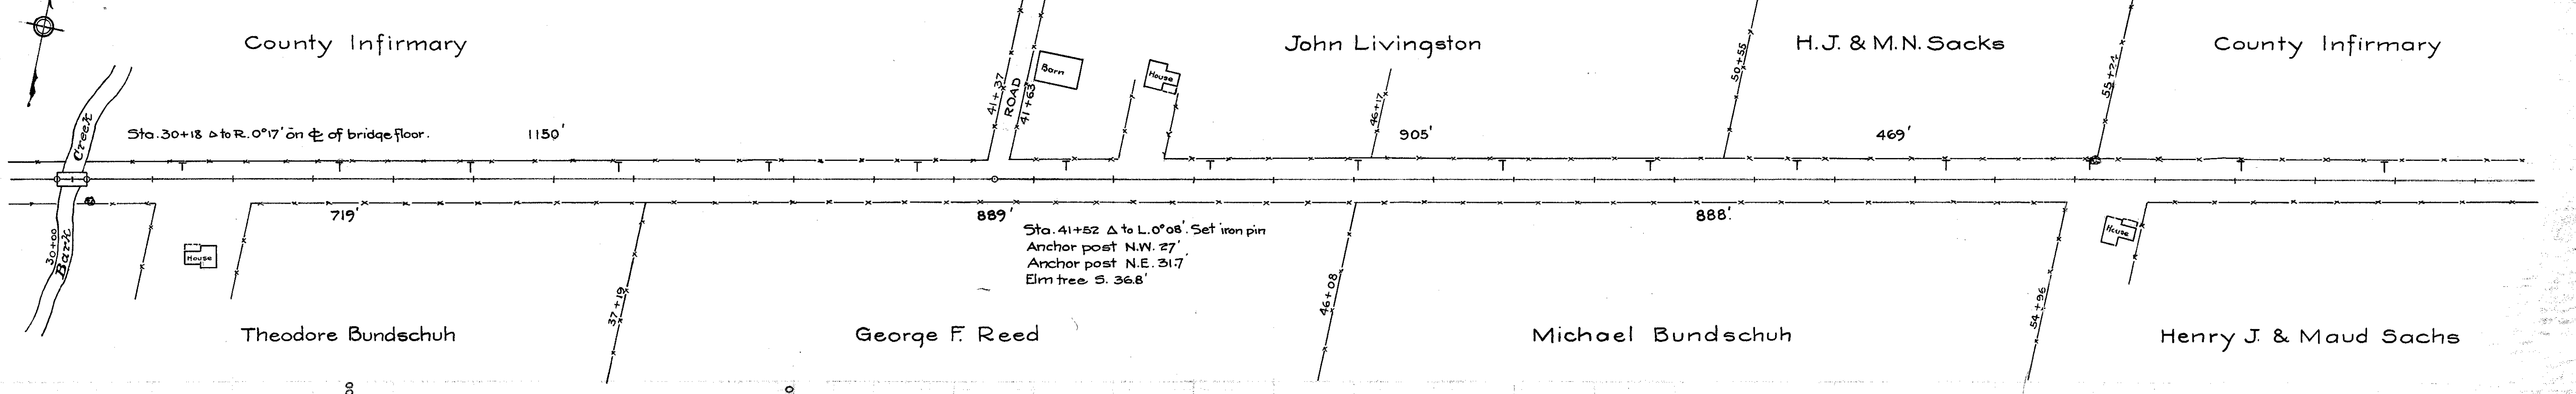 County Infirmary
John Livingston
H.J. & M.N. Sacks
County Infirmary
Barn
House
41+37
ROAD
41+63
46+17
50+55
55+24
Creek
Sta. 30+18 Δ to R. 0°17' on ℄ of bridge floor.
1150'
905'
469'
719'
889'
888'
Sta. 41+52 Δ to L. 0°08'. Set iron pin
Anchor post N.W. 27'
Anchor post N.E. 31.7'
Elm tree S. 36.8'
30+00
Bark
House
House
37+19
46+08
54+96
Theodore Bundschuh
George F. Reed
Michael Bundschuh
Henry J. & Maud Sachs